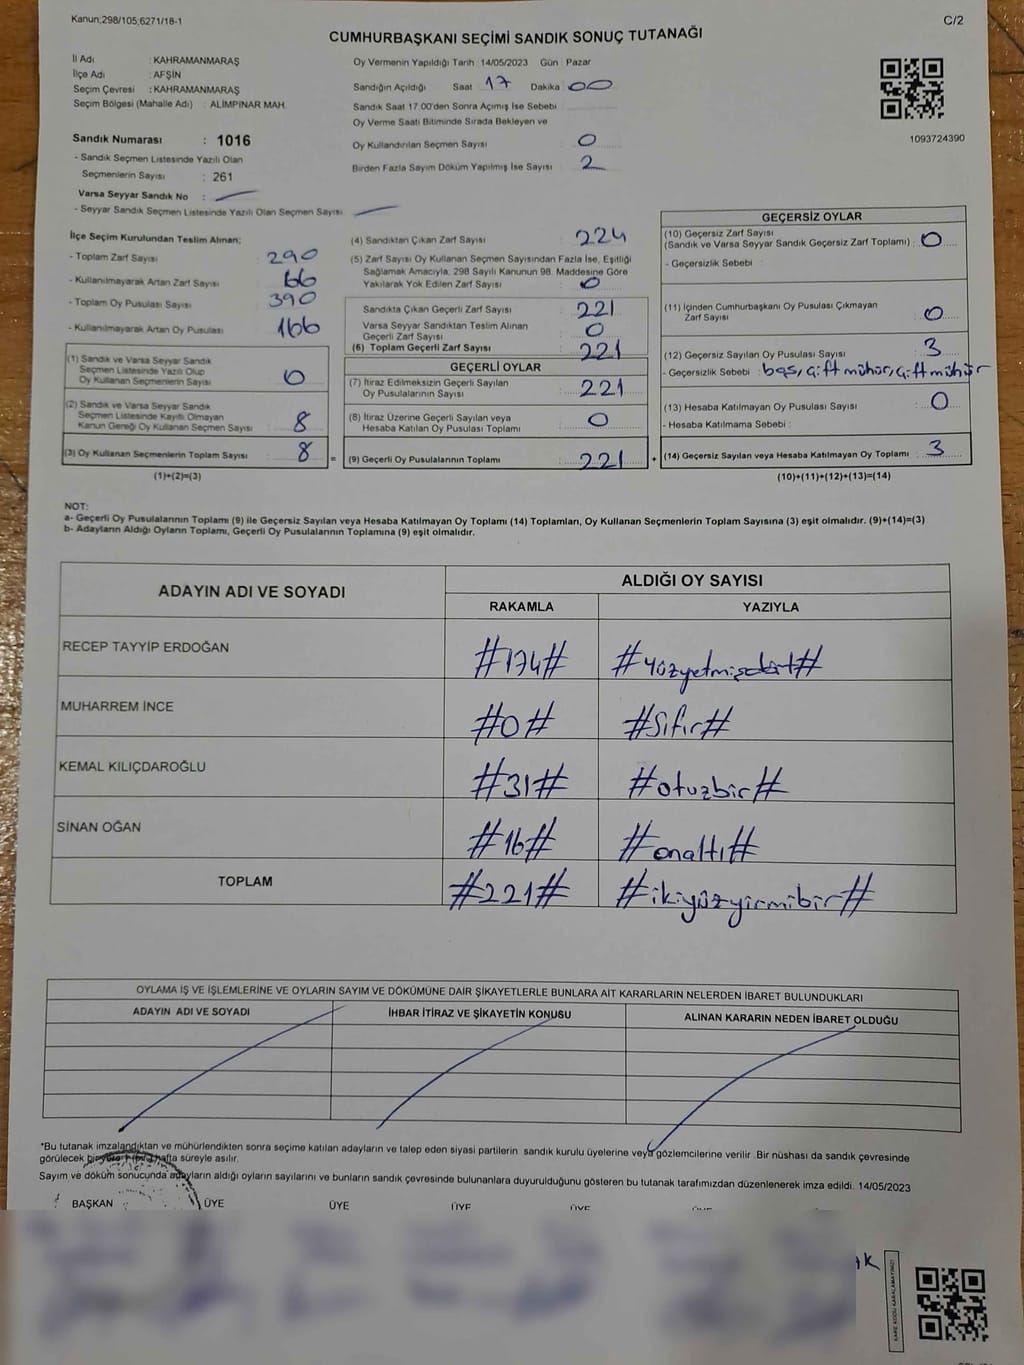 Kanun;298/105;6271/18-1
C/2
CUMHURBAŞKANI SEÇİMİ SANDIK SONUÇ TUTANAĞI
İl Adı : KAHRAMANMARAŞ
İlçe Adı : AFŞİN
Seçim Çevresi : KAHRAMANMARAŞ
Seçim Bölgesi (Mahalle Adı) : ALİMPINAR MAH.
Sandık Numarası : 1016
- Sandık Seçmen Listesinde Yazılı Olan
Seçmenlerin Sayısı : 261
Varsa Seyyar Sandık No :
- Seyyar Sandık Seçmen Listesinde Yazılı Olan Seçmen Sayısı:
Oy Vermenin Yapıldığı Tarih : 14/05/2023 Gün : Pazar
Sandığın Açıldığı Saat 17 Dakika 00
Sandık Saat 17:00'den Sonra Açımış İse Sebebi
Oy Verme Saati Bitiminde Sırada Bekleyen ve
Oy Kullandırılan Seçmen Sayısı : 0
Birden Fazla Sayım Döküm Yapılmış İse Sayısı : 2
1093724390
İlçe Seçim Kurulundan Teslim Alınan;
- Toplam Zarf Sayısı : 290
- Kullanılmayarak Artan Zarf Sayısı : 66
- Toplam Oy Pusulası Sayısı : 390
- Kullanılmayarak Artan Oy Pusulası : 166
(1) Sandık ve Varsa Seyyar Sandık
Seçmen Listesinde Yazılı Olup
Oy Kullanan Seçmenlerin Sayısı : 0
(2) Sandık ve Varsa Seyyar Sandık
Seçmen Listesinde Kayıtlı Olmayan
Kanun Gereği Oy Kullanan Seçmen Sayısı : 8
(3) Oy Kullanan Seçmenlerin Toplam Sayısı : 8 =
(1)+(2)=(3)
(4) Sandıktan Çıkan Zarf Sayısı : 224
(5) Zarf Sayısı Oy Kullanan Seçmen Sayısından Fazla İse, Eşitliği
Sağlamak Amacıyla, 298 Sayılı Kanunun 98. Maddesine Göre
Yakılarak Yok Edilen Zarf Sayısı : 0
Sandıkta Çıkan Geçerli Zarf Sayısı : 221
Varsa Seyyar Sandıktan Teslim Alınan
Geçerli Zarf Sayısı : 0
(6) Toplam Geçerli Zarf Sayısı : 221
GEÇERLİ OYLAR
(7) İtiraz Edilmeksizin Geçerli Sayılan
Oy Pusulalarının Sayısı : 221
(8) İtiraz Üzerine Geçerli Sayılan veya
Hesaba Katılan Oy Pusulası Toplamı : 0
(9) Geçerli Oy Pusulalarının Toplamı : 221 +
GEÇERSİZ OYLAR
(10) Geçersiz Zarf Sayısı
(Sandık ve Varsa Seyyar Sandık Geçersiz Zarf Toplamı) : 0
- Geçersizlik Sebebi :
(11) İçinden Cumhurbaşkanı Oy Pusulası Çıkmayan
Zarf Sayısı : 0
(12) Geçersiz Sayılan Oy Pusulası Sayısı : 3
- Geçersizlik Sebebi : boş, çift mühür, çift mühür
(13) Hesaba Katılmayan Oy Pusulası Sayısı : 0
- Hesaba Katılmama Sebebi :
(14) Geçersiz Sayılan veya Hesaba Katılmayan Oy Toplamı : 3
(10)+(11)+(12)+(13)=(14)
NOT:
a- Geçerli Oy Pusulalarının Toplamı (9) ile Geçersiz Sayılan veya Hesaba Katılmayan Oy Toplamı (14) Toplamları, Oy Kullanan Seçmenlerin Toplam Sayısına (3) eşit olmalıdır. (9)+(14)=(3)
b- Adayların Aldığı Oyların Toplamı, Geçerli Oy Pusulalarının Toplamına (9) eşit olmalıdır.
ADAYIN ADI VE SOYADI
ALDIĞI OY SAYISI
RAKAMLA YAZIYLA
RECEP TAYYİP ERDOĞAN #174# #yüzyetmişdört#
MUHARREM İNCE #0# #Sıfır#
KEMAL KILIÇDAROĞLU #31# #otuzbir#
SİNAN OĞAN #16# #onaltı#
TOPLAM #221# #ikiyüzyirmibir#
OYLAMA İŞ VE İŞLEMLERİNE VE OYLARIN SAYIM VE DÖKÜMÜNE DAİR ŞİKAYETLERLE BUNLARA AİT KARARLARIN NELERDEN İBARET BULUNDUKLARI
ADAYIN ADI VE SOYADI İHBAR İTİRAZ VE ŞİKAYETİN KONUSU ALINAN KARARIN NEDEN İBARET OLDUĞU
*Bu tutanak imzalandıktan ve mühürlendikten sonra seçime katılan adayların ve talep eden siyasi partilerin sandık kurulu üyelerine veya gözlemcilerine verilir .Bir nüshası da sandık çevresinde
görülecek bir yere 1 (bir) hafta süreyle asılır.
Sayım ve döküm sonucunda adayların aldığı oyların sayılarını ve bunların sandık çevresinde bulunanlara duyurulduğunu gösteren bu tutanak tarafımızdan düzenlenerek imza edildi. 14/05/2023
BAŞKAN ÜYE ÜYE ÜYE ÜYE ÜYE
KARE KODU KARALAMAYINIZ!